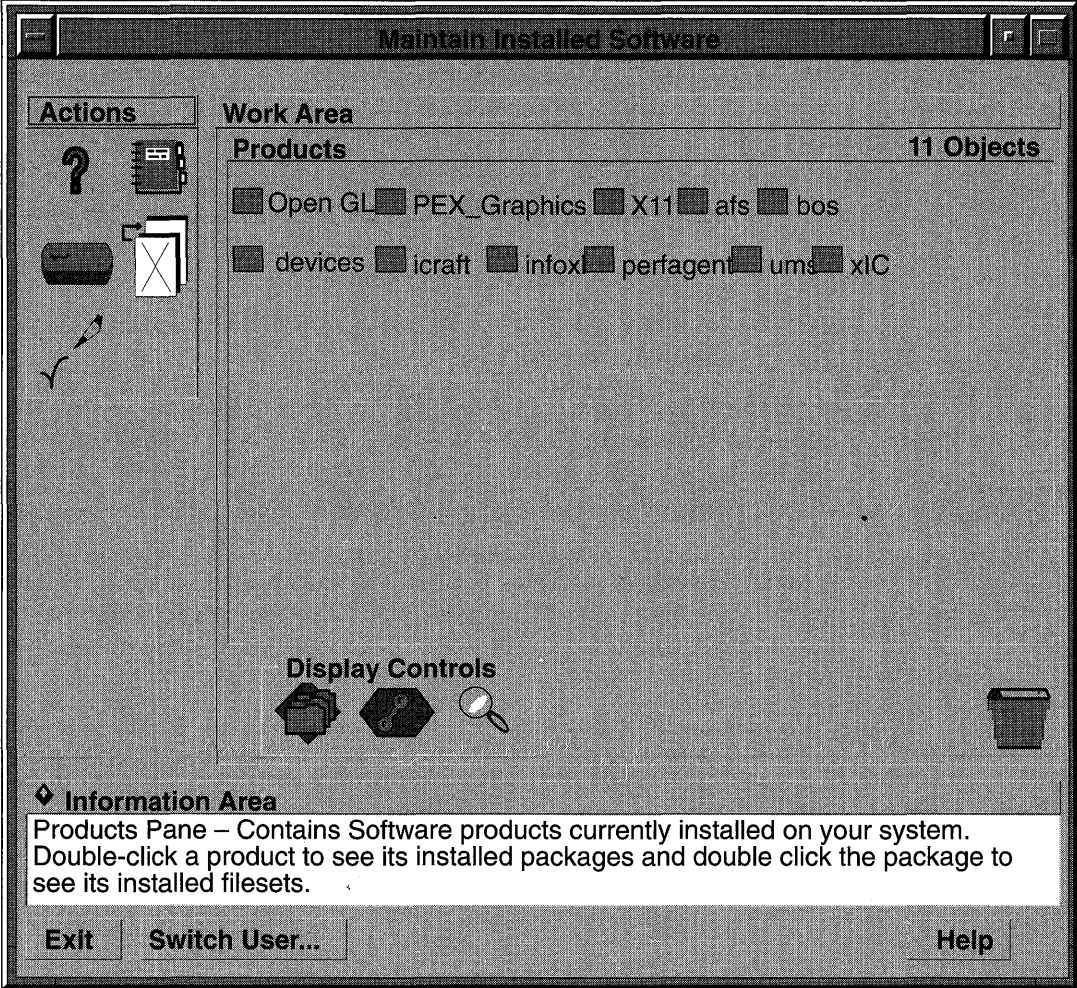 Maintain Installed Software
Actions
Work Area
Products 11 Objects
Open GL PEX_Graphics X11 afs bos
devices icraft perfagent ums xIC
Display Controls
Information Area
Products Pane – Contains Software products currently installed on your system.
Double-click a product to see its installed packages and double click the package to
see its installed filesets.
Exit Switch User... Help